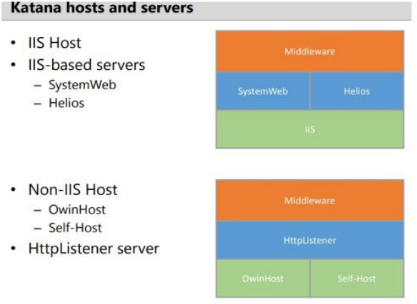 Katana hosts and servers
• IIS Host
• IIS-based servers
– SystemWeb
– Helios
Middleware
SystemWeb
Helios
IIS
• Non-IIS Host
– OwinHost
– Self-Host
• HttpListener server
Middleware
HttpListener
OwinHost
Self-Host